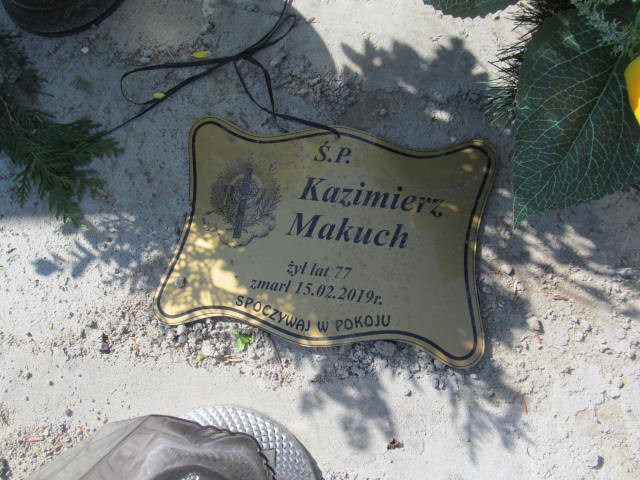 Ś.P.
Kazimierz
Makuch
żył lat 77
zmarł 15.02.2019r.
SPOCZYWAJ W POKOJU